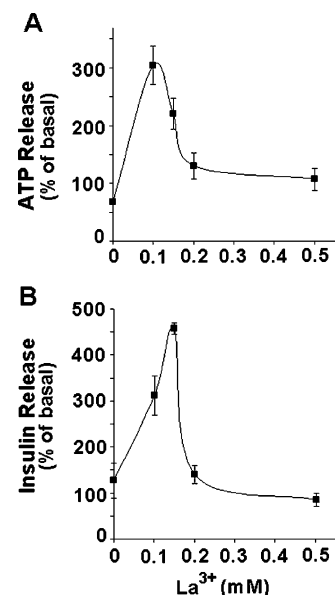 A
ATP Release
(% of basal)
300
200
100
0
0 0.1 0.2 0.3 0.4 0.5
B
Insulin Release
(% of basal)
500
400
300
200
100
0
0 0.1 0.2 0.3 0.4 0.5
La³⁺ (mM)